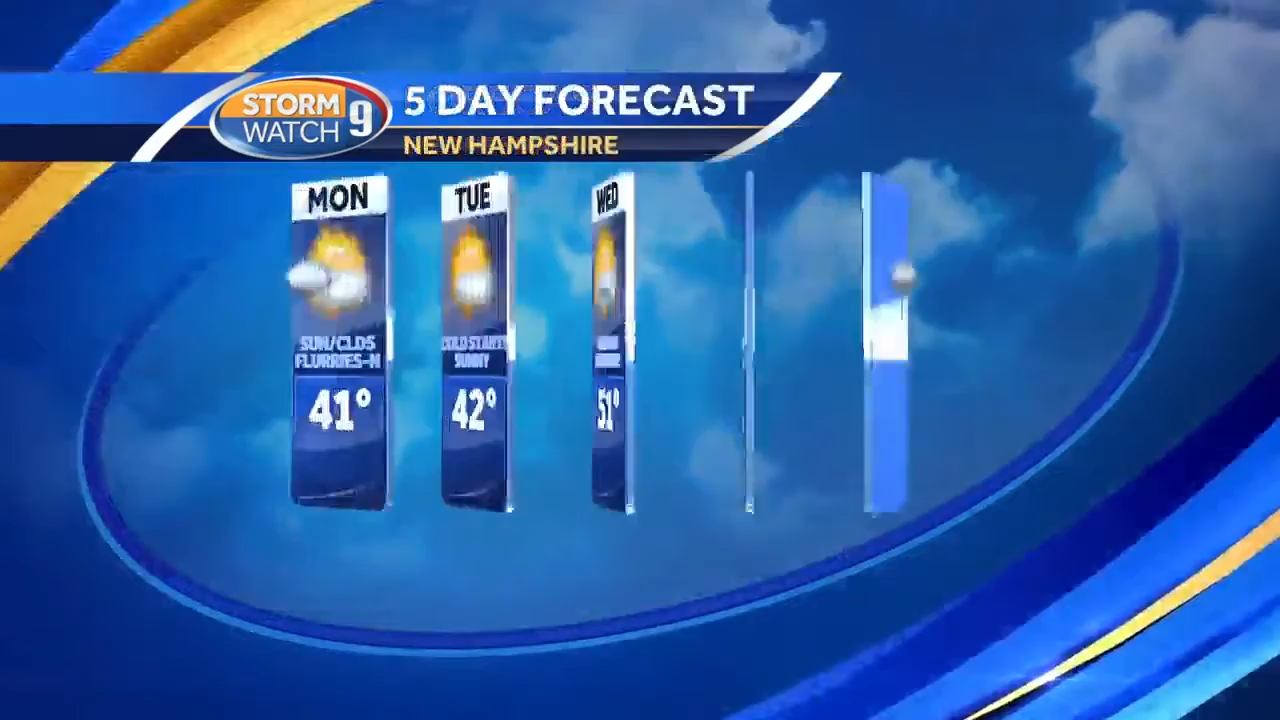 STORM
WATCH 9
5 DAY FORECAST
NEW HAMPSHIRE
MON
TUE
WED
SUN/CLDS
FLURRIES-N
COLD START
SUNNY
41°
42°
51°